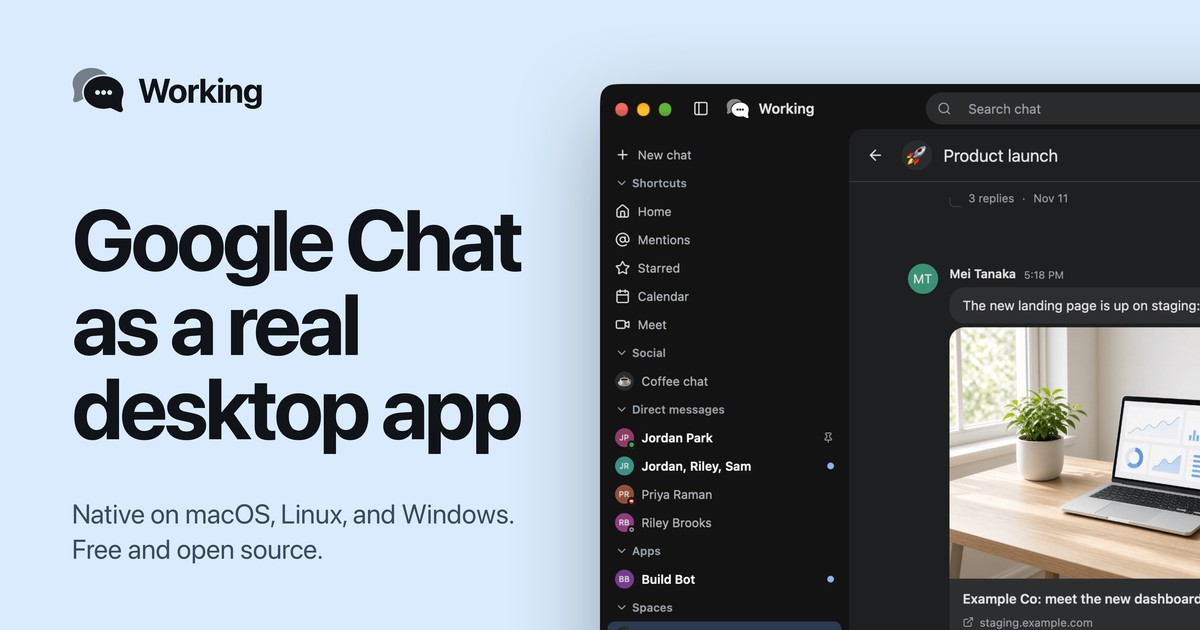 Working
Google Chat
as a real
desktop app
Native on macOS, Linux, and Windows.
Free and open source.
Working
Search chat
New chat
Shortcuts
Home
Mentions
Starred
Calendar
Meet
Social
Coffee chat
Direct messages
JP Jordan Park
JR Jordan, Riley, Sam
PR Priya Raman
RB Riley Brooks
Apps
BB Build Bot
Spaces
Product launch
3 replies · Nov 11
MT Mei Tanaka 5:18 PM
The new landing page is up on staging:
Example Co: meet the new dashboard
staging.example.com